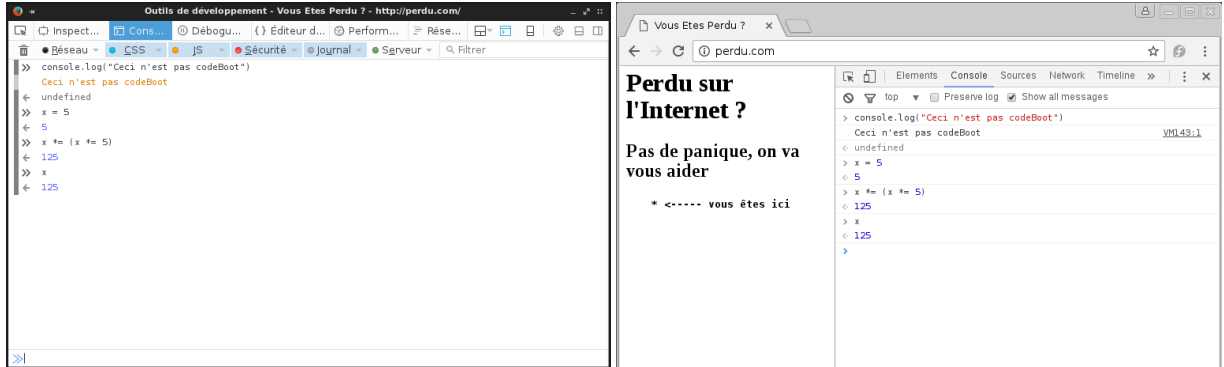 Outils de développement - Vous Etes Perdu ? - http://perdu.com/
Inspect... Cons... Débogu... {} Éditeur d... Perform... Rése...
Réseau CSS JS Sécurité Journal Serveur Filtrer
» console.log("Ceci n'est pas codeBoot")
Ceci n'est pas codeBoot
← undefined
» x = 5
← 5
» x *= (x *= 5)
← 125
» x
← 125
»
Vous Etes Perdu ? x
perdu.com
Perdu sur
l'Internet ?
Pas de panique, on va
vous aider
* <----- vous êtes ici
Elements Console Sources Network Timeline »
top ▼ Preserve log Show all messages
> console.log("Ceci n'est pas codeBoot")
Ceci n'est pas codeBoot VM143:1
< undefined
> x = 5
< 5
> x *= (x *= 5)
< 125
> x
< 125
>